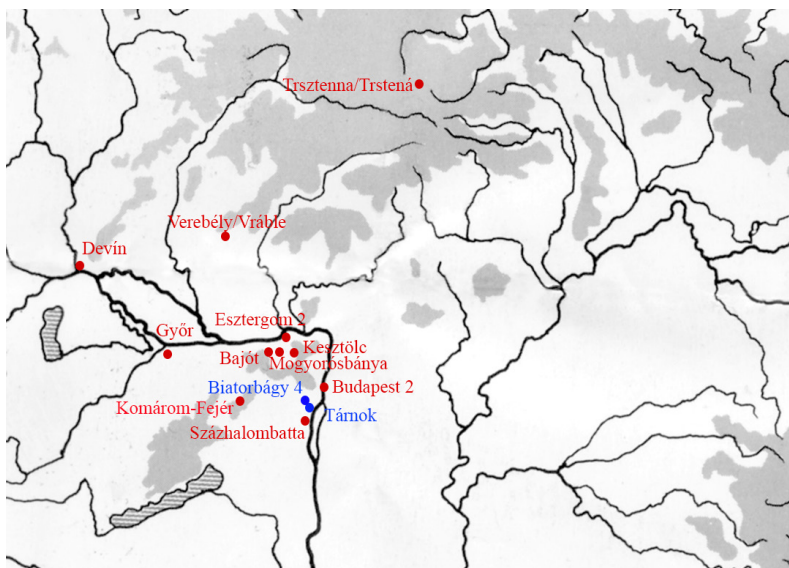 Trsztenna/Trstená
Verebély/Vráble
Devín
Esztergom 2
Győr
Kesztölc
Bajót
Mogyorósbánya
Biatorbágy 4
Budapest 2
Komárom-Fejér
Tárnok
Százhalombatta